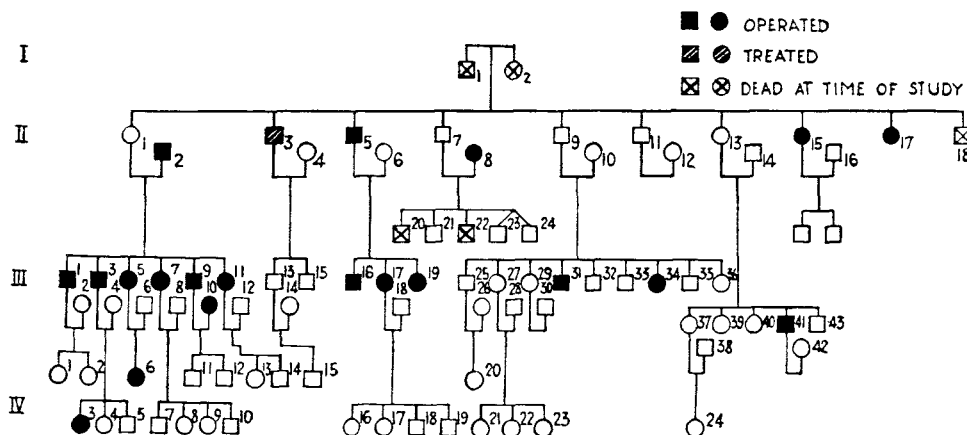 OPERATED
I 1 2 TREATED
DEAD AT TIME OF STUDY
II 1 2 3 4 5 6 7 8 9 10 11 12 13 14 15 16 17 18
20 21 22 23 24
III 1 2 3 4 5 6 7 8 9 10 11 12 13 14 15 16 17 18 19 25 26 27 28 29 30 31 32 33 34 35 36
37 38 39 40 41 42 43
1 2 6 11 12 13 14 15 20
IV 3 4 5 7 8 9 10 16 17 18 19 21 22 23 24